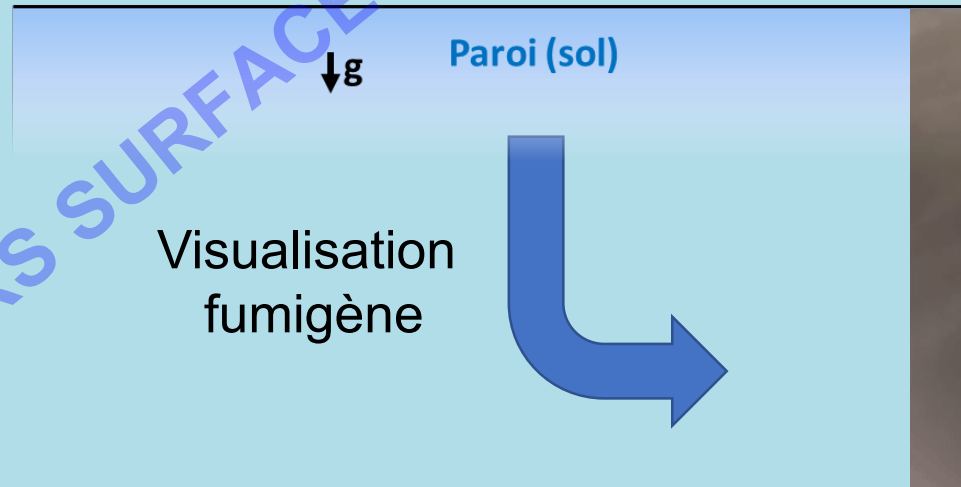 g
Paroi (sol)
Visualisation
fumigène
S SURFACE